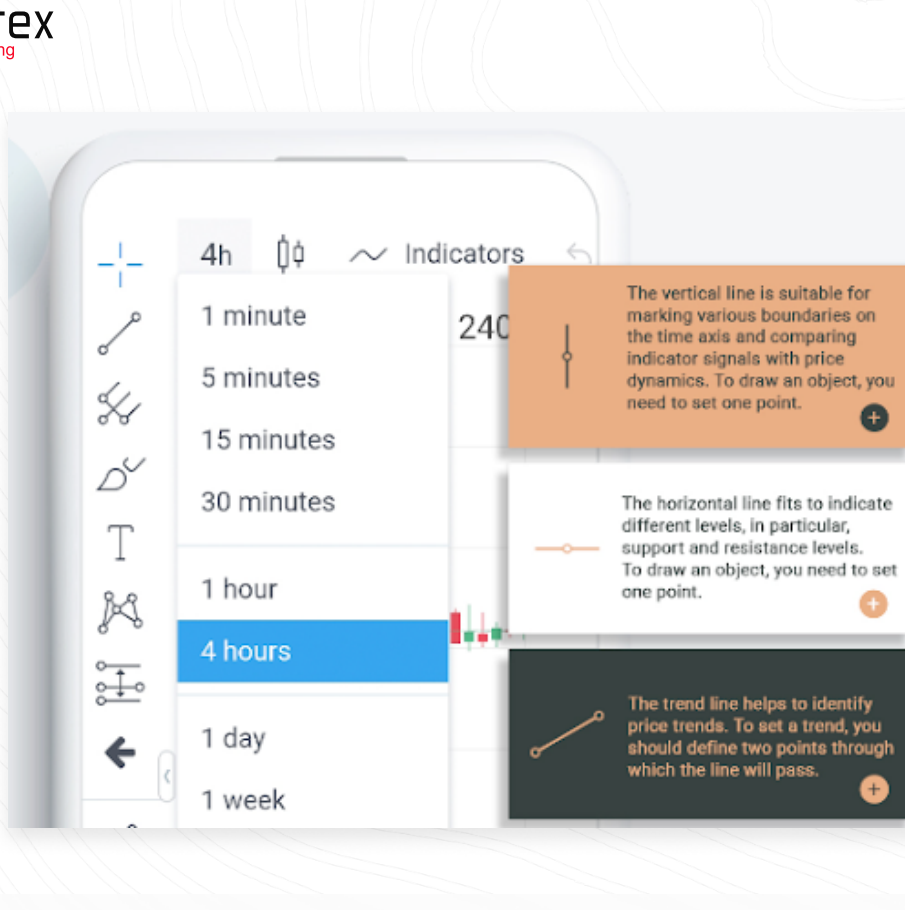 rex
ng
4h
Indicators
1 minute
5 minutes
15 minutes
30 minutes
1 hour
4 hours
1 day
1 week
240
The vertical line is suitable for
marking various boundaries on
the time axis and comparing
indicator signals with price
dynamics. To draw an object, you
need to set one point.
The horizontal line fits to indicate
different levels, in particular,
support and resistance levels.
To draw an object, you need to set
one point.
The trend line helps to identify
price trends. To set a trend, you
should define two points through
which the line will pass.